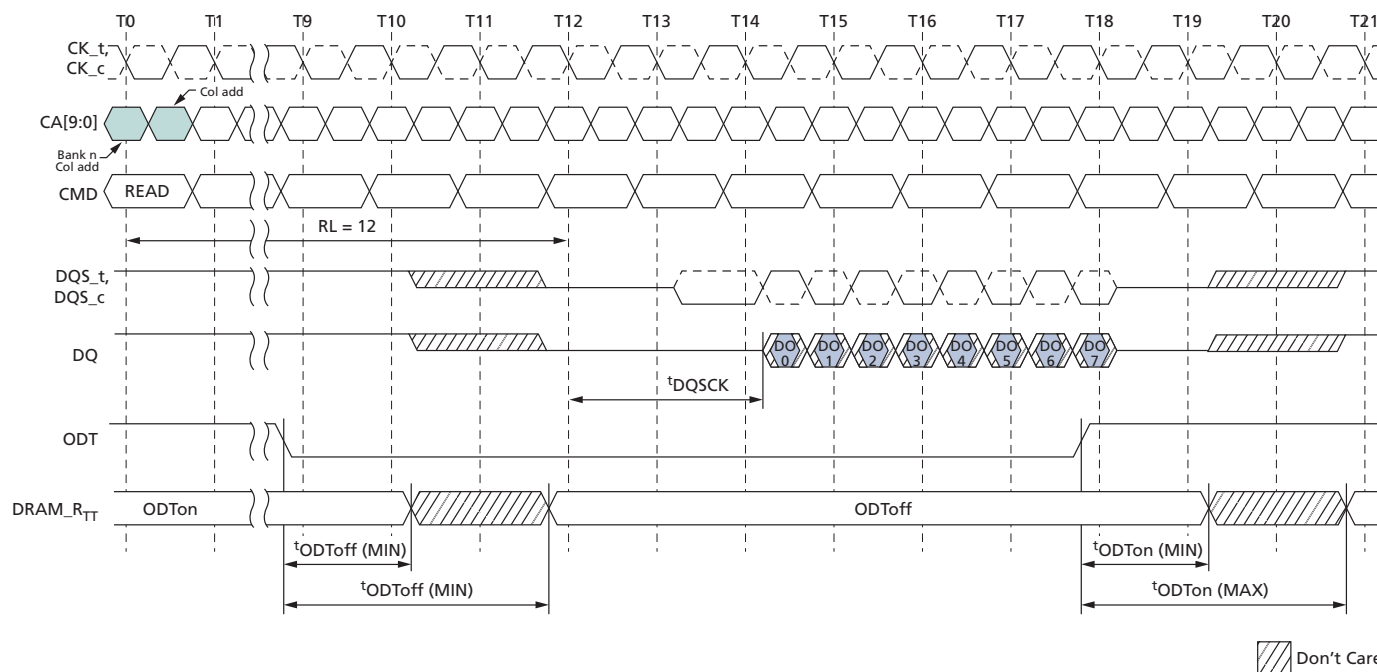 T0 T1 T9 T10 T11 T12 T13 T14 T15 T16 T17 T18 T19 T20 T21
CK_t,
CK_c
Col add
CA[9:0]
Bank n
Col add
CMD READ
RL = 12
DQS_t,
DQS_c
DQ DO 0 DO 1 DO 2 DO 3 DO 4 DO 5 DO 6 DO 7
tDQSCK
ODT
DRAM_RTT ODTon ODToff
tODToff (MIN) tODTon (MIN)
tODToff (MIN) tODTon (MAX)
Don't Care